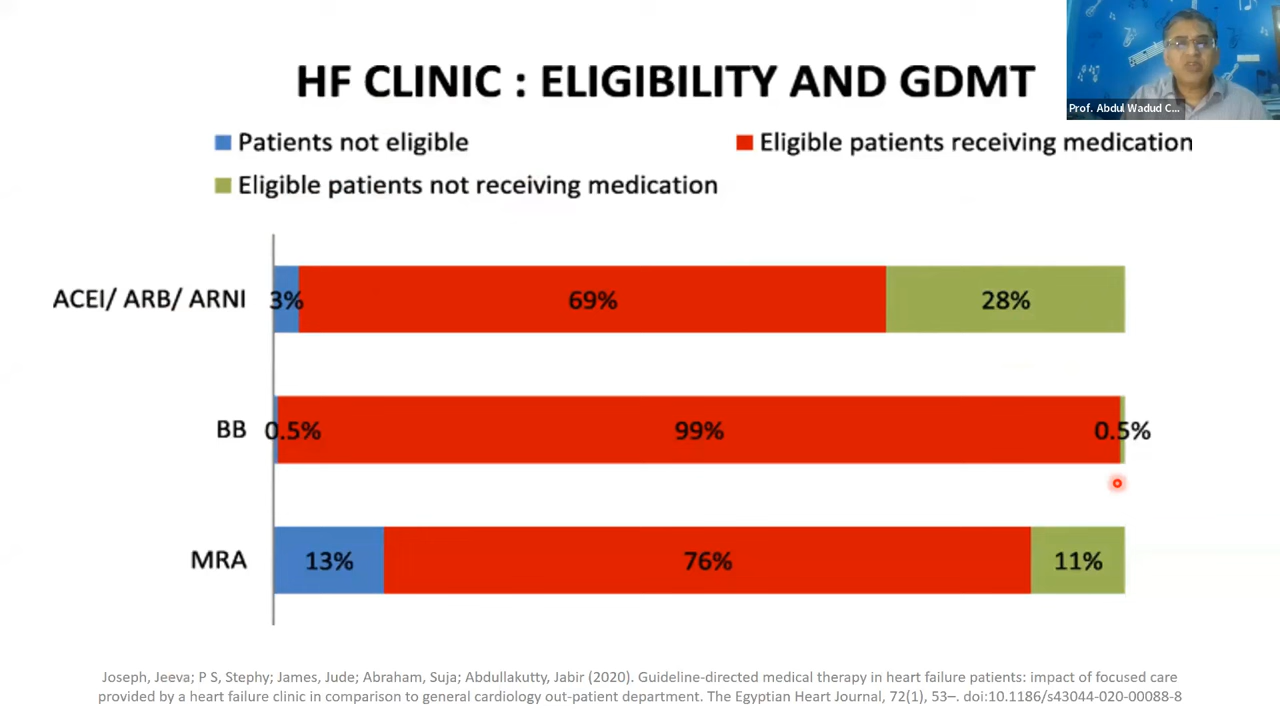 Prof. Abdul Wadud C...
HF CLINIC : ELIGIBILITY AND GDMT
Patients not eligible
Eligible patients receiving medication
Eligible patients not receiving medication
ACEI/ ARB/ ARNI 3% 69% 28%
BB 0.5% 99% 0.5%
MRA 13% 76% 11%
Joseph, Jeeva; P S, Stephy; James, Jude; Abraham, Suja; Abdullakutty, Jabir (2020). Guideline-directed medical therapy in heart failure patients: impact of focused care
provided by a heart failure clinic in comparison to general cardiology out-patient department. The Egyptian Heart Journal, 72(1), 53–. doi:10.1186/s43044-020-00088-8